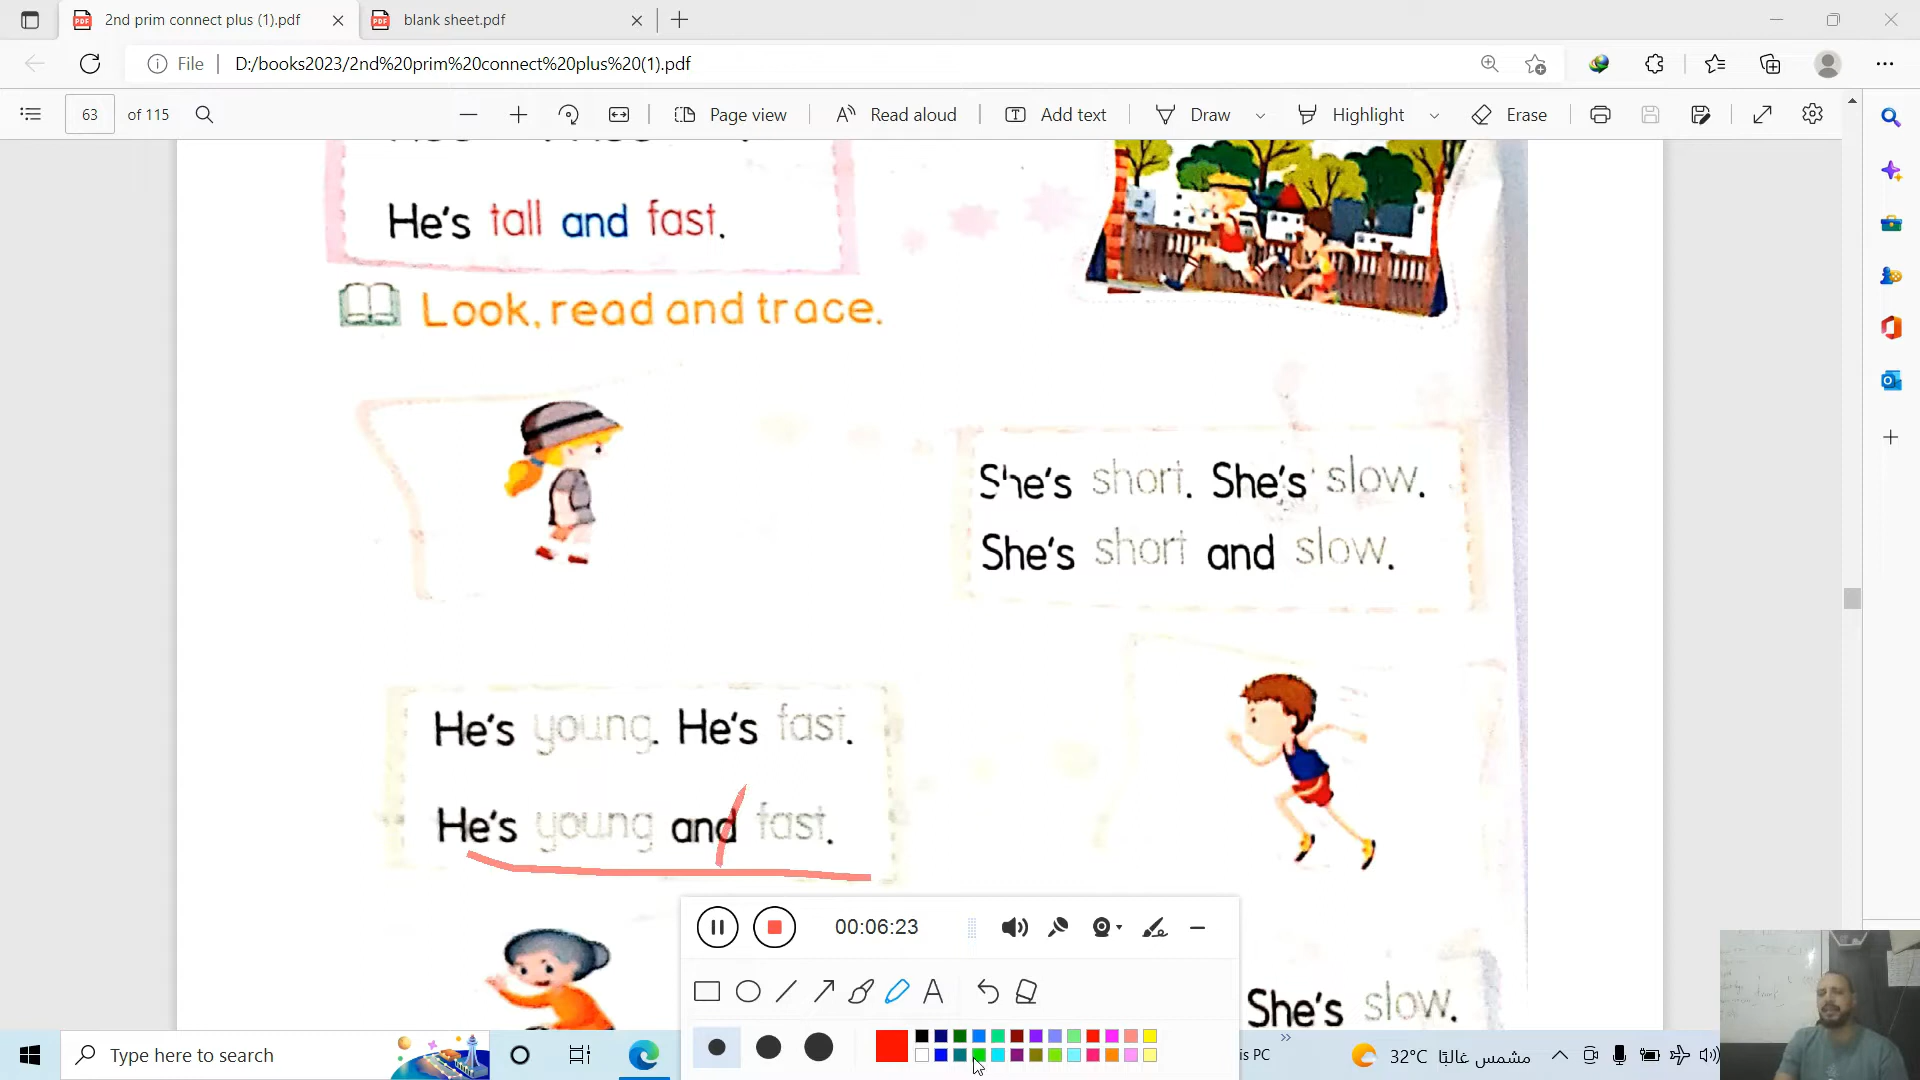 2nd prim connect plus (1).pdf
blank sheet.pdf
File
D:/books2023/2nd%20prim%20connect%20plus%20(1).pdf
63 of 115
Page view
Read aloud
Add text
Draw
Highlight
Erase
He's tall and fast.
Look, read and trace.
She's short. She's slow.
She's short and slow.
He's young. He's fast.
He's young and fast.
She's slow.
00:06:23
Type here to search
is PC
32°C مشمس غالبًا